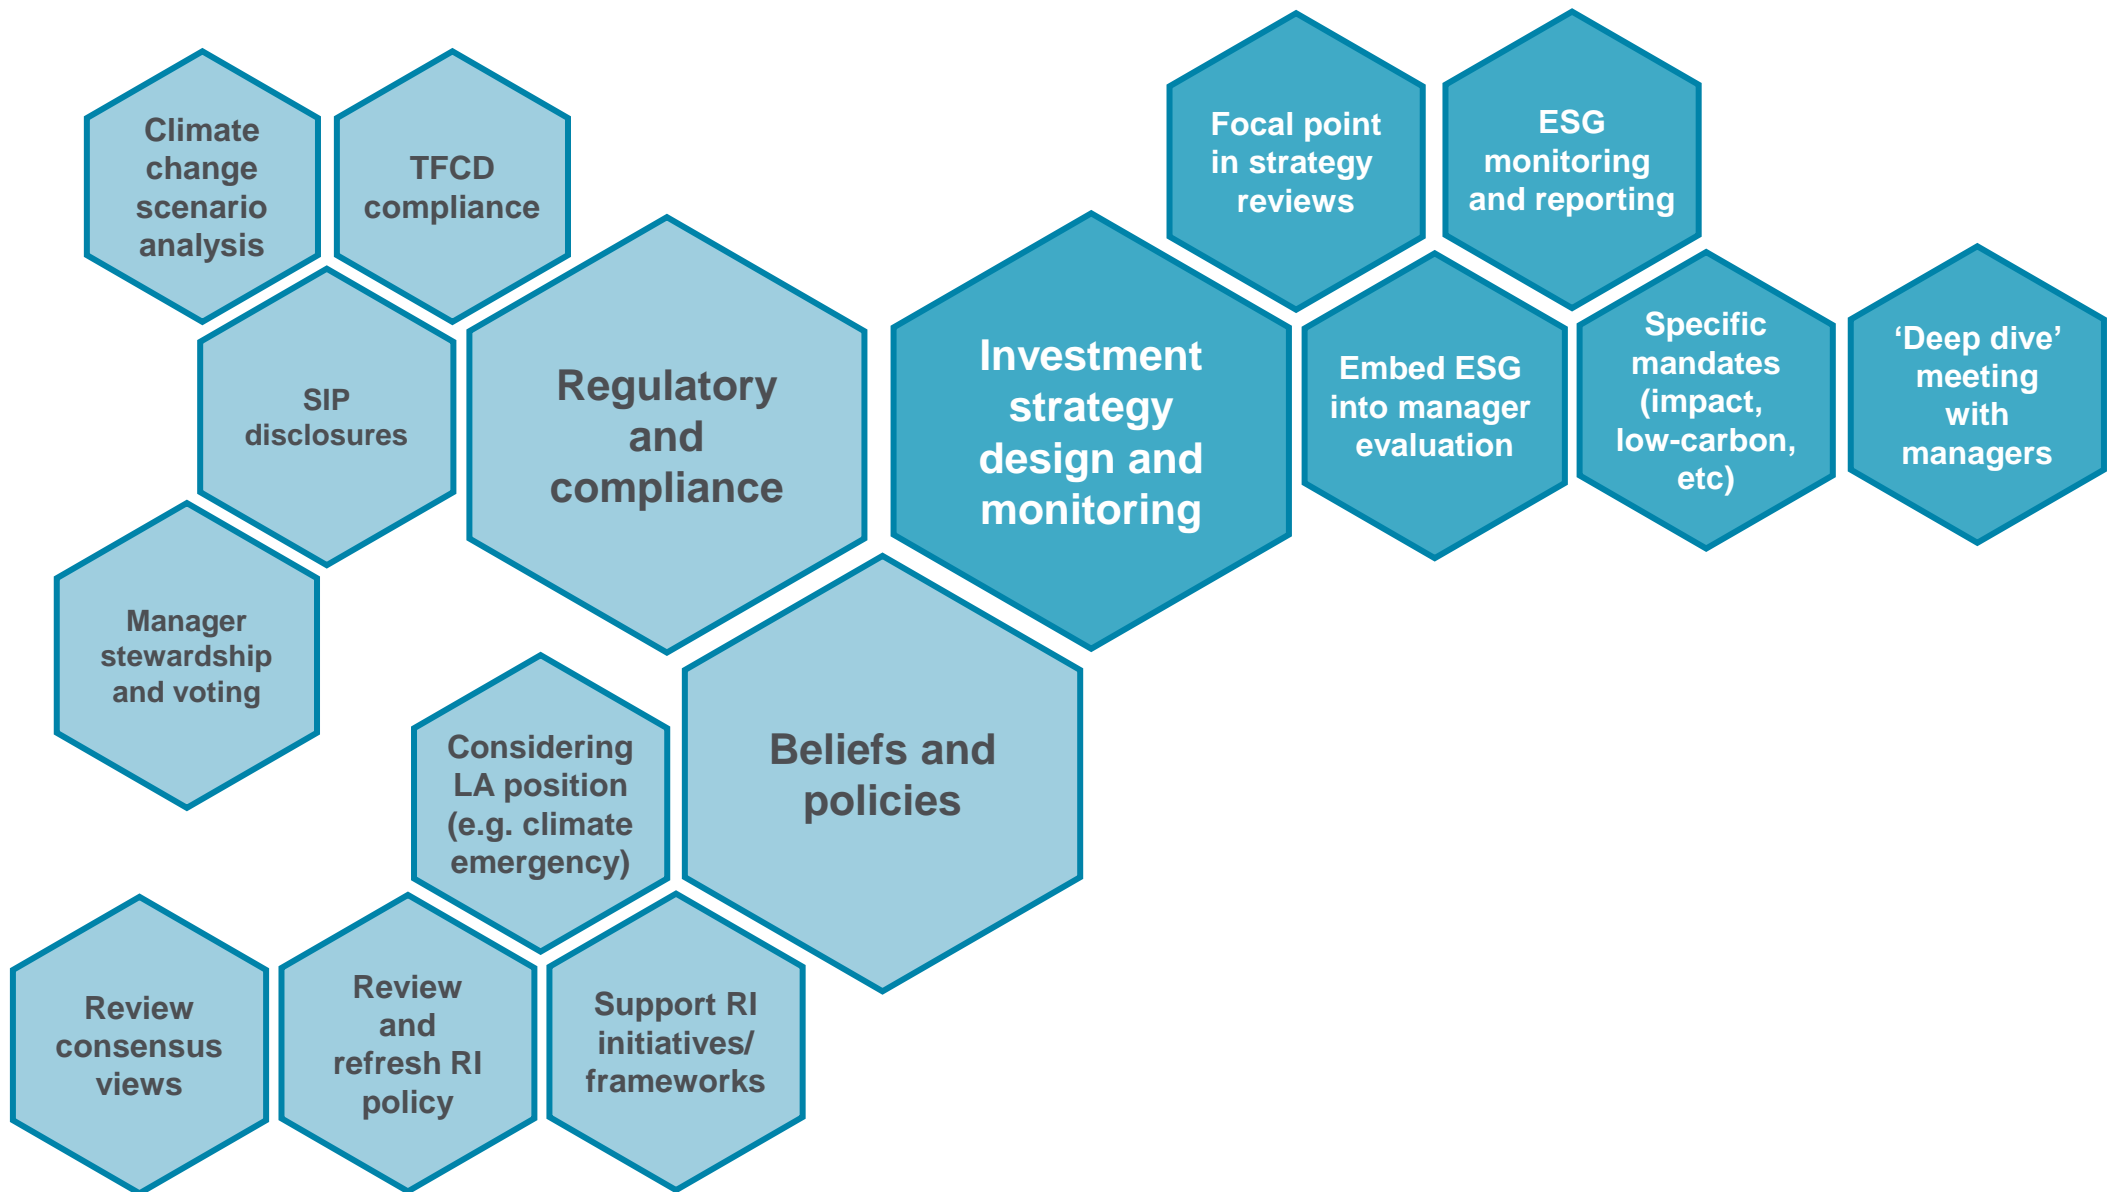 Climate
change
scenario
analysis
TFCD
compliance
SIP
disclosures
Regulatory
and
compliance
Manager
stewardship
and voting
Investment
strategy
design and
monitoring
Focal point
in strategy
reviews
ESG
monitoring
and reporting
Embed ESG
into manager
evaluation
Specific
mandates
(impact,
low-carbon,
etc)
‘Deep dive’
meeting
with
managers
Beliefs and
policies
Considering
LA position
(e.g. climate
emergency)
Review
consensus
views
Review
and
refresh RI
policy
Support RI
initiatives/
frameworks